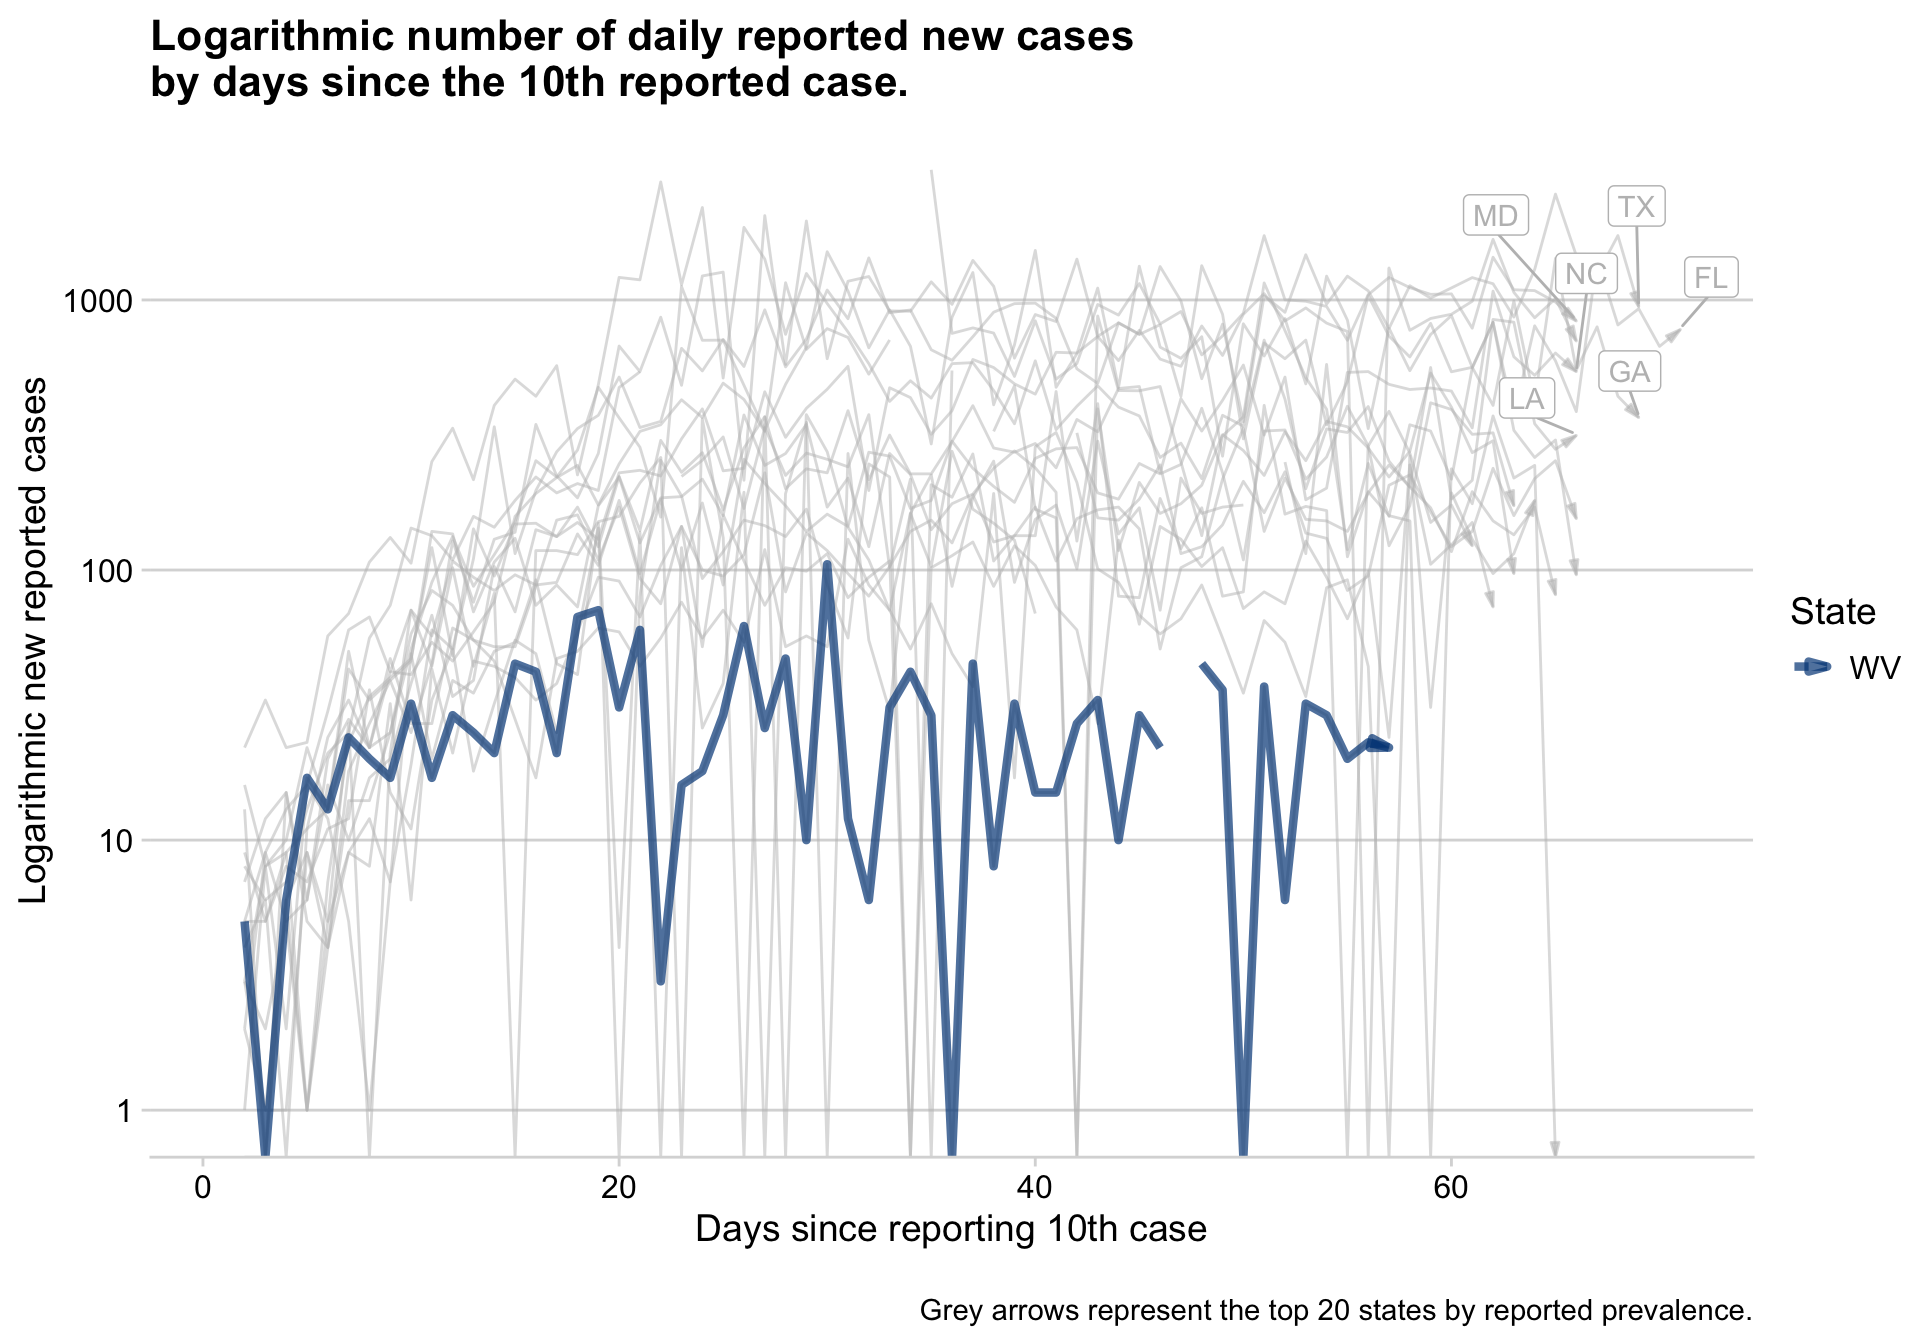 Logarithmic number of daily reported new cases
by days since the 10th reported case.
MD
TX
NC
FL
GA
LA
1000
100
10
1
Logarithmic new reported cases
0
20
40
60
Days since reporting 10th case
State
WV
Grey arrows represent the top 20 states by reported prevalence.